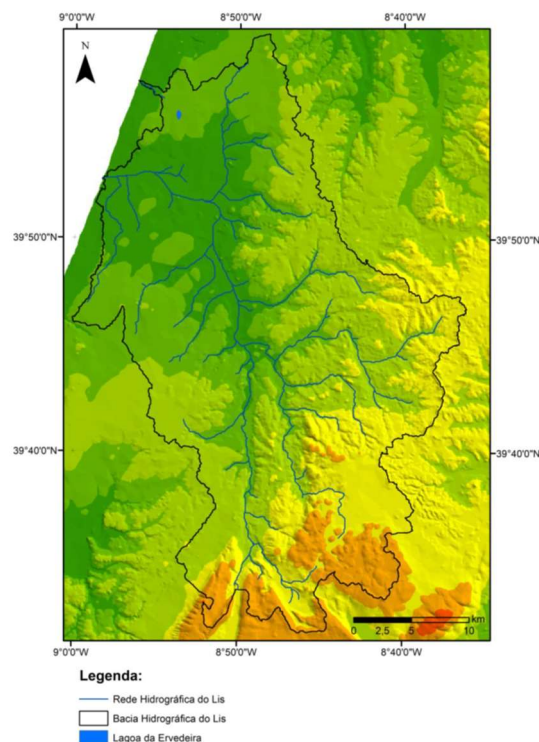 9°0'0"W 8°50'0"W 8°40'0"W
N
39°50'0"N 39°50'0"N
39°40'0"N 39°40'0"N
km
0 2.5 5 10
9°0'0"W 8°50'0"W 8°40'0"W
Legenda:
Rede Hidrográfica do Lis
Bacia Hidrográfica do Lis
Lagoa da Ervedeira